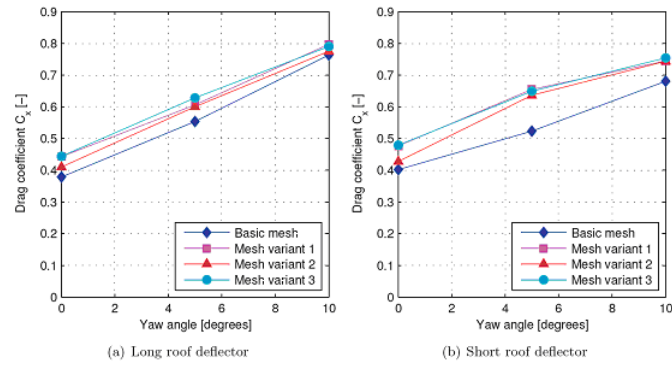 0.9
0.8
0.7
0.6
0.5
0.4
0.3
0.2
0.1
0
Drag coefficient Cx [–]
Basic mesh
Mesh variant 1
Mesh variant 2
Mesh variant 3
0 2 4 6 8 10
Yaw angle [degrees]
(a) Long roof deflector
0.9
0.8
0.7
0.6
0.5
0.4
0.3
0.2
0.1
0
Drag coefficient Cx [–]
Basic mesh
Mesh variant 1
Mesh variant 2
Mesh variant 3
0 2 4 6 8 10
Yaw angle [degrees]
(b) Short roof deflector